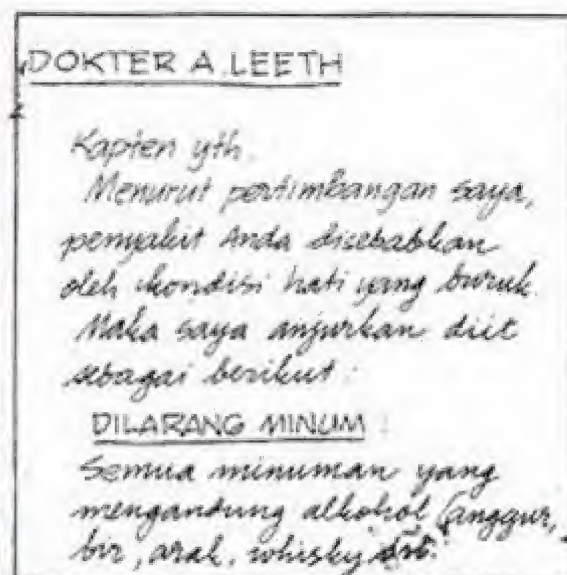 DOKTER A. LEETH
Kapten yth.
Menurut pertimbangan saya,
penyakit Anda disebabkan
oleh kondisi hati yang buruk.
Maka saya anjurkan diit
sebagai berikut:
DILARANG MINUM:
Semua minuman yang
mengandung alkohol (anggur,
bir, arak, whisky dst.